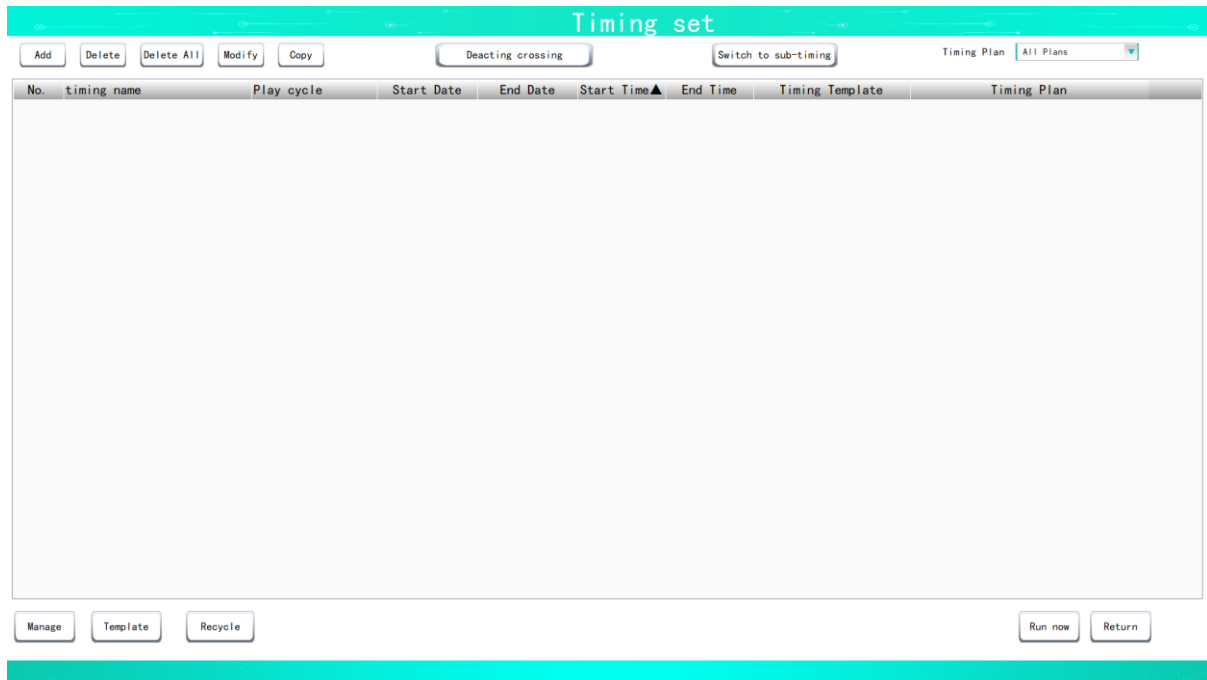 Timing set
Add Delete Delete All Modify Copy Deacting crossing Switch to sub-timing Timing Plan All Plans
No. timing name Play cycle Start Date End Date Start Time▲ End Time Timing Template Timing Plan
Manage Template Recycle Run now Return